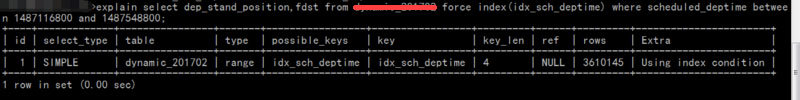 >explain select dep_stand_position,fdst from force index(idx_sch_deptime) where scheduled_deptime betwee
n 1487116800 and 1487548800;
+----+-------------+----------------+-------+-----------------+-----------------+---------+------+---------+-----------------------+
| id | select_type | table | type | possible_keys | key | key_len | ref | rows | Extra |
+----+-------------+----------------+-------+-----------------+-----------------+---------+------+---------+-----------------------+
| 1 | SIMPLE | dynamic_201702 | range | idx_sch_deptime | idx_sch_deptime | 4 | NULL | 3610145 | Using index condition |
+----+-------------+----------------+-------+-----------------+-----------------+---------+------+---------+-----------------------+
1 row in set (0.00 sec)